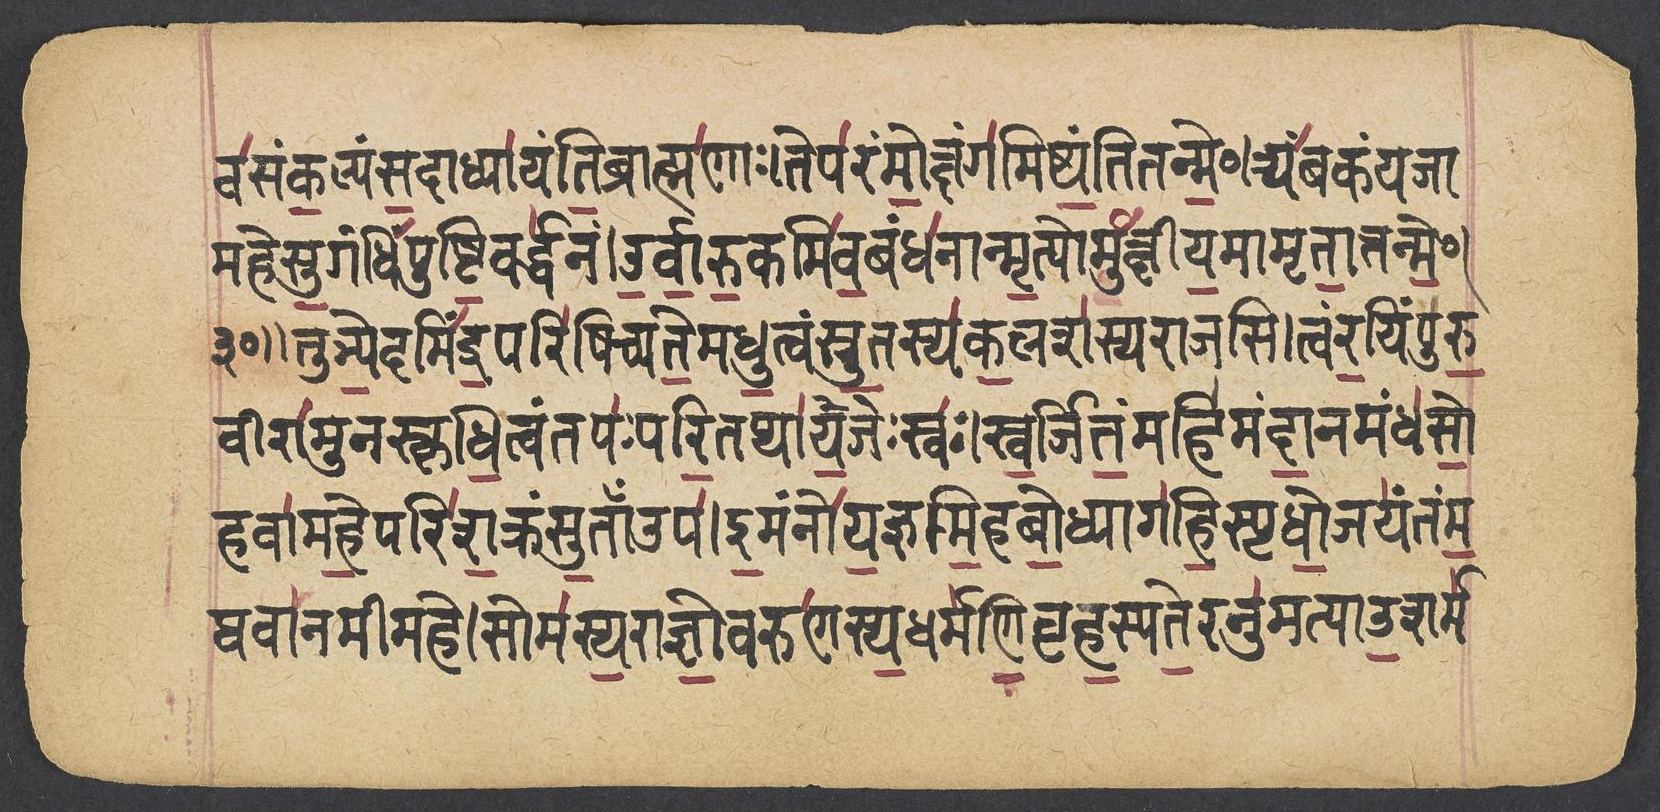 वसंकल्पंसदाध्यायंतिब्राह्मणाः।तेपरंमोक्षंगमिष्यंतितन्मे०।त्र्यंबकंयजा
महेसुगंधिंपुष्टिवर्द्धनं।उर्वारुकमिवबंधनान्मृत्योर्मुक्षीयमामृतातन्मे०।
३०॥तुभ्येदमिंद्रपरिषिच्यतेमधुत्वंसुतस्यकलशस्यराजसि।त्वंरयिंपुरु
वीरामुनस्कृधित्वंतपःपरितप्याजयःस्वः।स्वर्जितंमहिमंदानमंधसो
हवामहेपरिशक्रंसुताँउप।इमंनोयज्ञमिहबोध्यागहिस्पृधोजयंतंम
घवानमीमहे।सोमस्यराज्ञोवरुणस्यधर्मणिबृहस्पतेरनुमत्याउशर्म